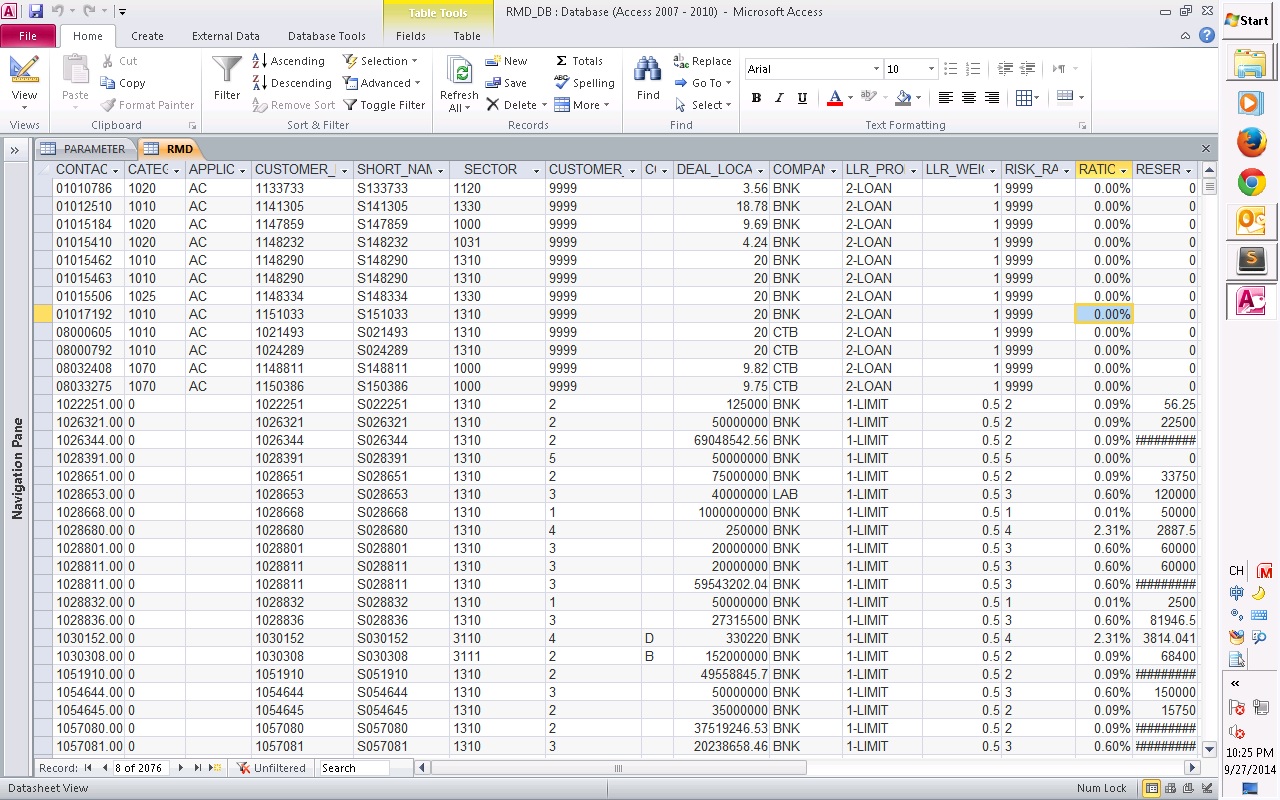 Table Tools
RMD_DB : Database (Access 2007 - 2010) - Microsoft Access
Start
File Home Create External Data Database Tools Fields Table
View
Views
Paste
Cut
Copy
Format Painter
Clipboard
Filter
Ascending
Descending
Remove Sort
Selection
Advanced
Toggle Filter
Sort & Filter
Refresh All
New
Save
Delete
Totals
Spelling
More
Records
Find
Replace
Go To
Select
Find
Arial 10
B I U A ab
Text Formatting
PARAMETER RMD
CONTAC CATEG APPLIC CUSTOMER_ SHORT_NAM SECTOR CUSTOMER_ CO DEAL_LOCA COMPAN LLR_PRO LLR_WEIG RISK_RA RATIC RESER
01010786 1020 AC 1133733 S133733 1120 9999 3.56 BNK 2-LOAN 1 9999 0.00% 0
01012510 1010 AC 1141305 S141305 1330 9999 18.78 BNK 2-LOAN 1 9999 0.00% 0
01015184 1020 AC 1147859 S147859 1000 9999 9.69 BNK 2-LOAN 1 9999 0.00% 0
01015410 1020 AC 1148232 S148232 1031 9999 4.24 BNK 2-LOAN 1 9999 0.00% 0
01015462 1010 AC 1148290 S148290 1310 9999 20 BNK 2-LOAN 1 9999 0.00% 0
01015463 1010 AC 1148290 S148290 1310 9999 20 BNK 2-LOAN 1 9999 0.00% 0
01015506 1025 AC 1148334 S148334 1330 9999 20 BNK 2-LOAN 1 9999 0.00% 0
01017192 1010 AC 1151033 S151033 1310 9999 20 BNK 2-LOAN 1 9999 0.00% 0
08000605 1010 AC 1021493 S021493 1310 9999 20 CTB 2-LOAN 1 9999 0.00% 0
08000792 1010 AC 1024289 S024289 1310 9999 20 CTB 2-LOAN 1 9999 0.00% 0
08032408 1070 AC 1148811 S148811 1000 9999 9.82 CTB 2-LOAN 1 9999 0.00% 0
08033275 1070 AC 1150386 S150386 1000 9999 9.75 CTB 2-LOAN 1 9999 0.00% 0
1022251.00 0 1022251 S022251 1310 2 125000 BNK 1-LIMIT 0.5 2 0.09% 56.25
1026321.00 0 1026321 S026321 1310 2 50000000 BNK 1-LIMIT 0.5 2 0.09% 22500
1026344.00 0 1026344 S026344 1310 2 69048542.56 BNK 1-LIMIT 0.5 2 0.09% #########
1028391.00 0 1028391 S028391 1310 5 50000000 BNK 1-LIMIT 0.5 5 0.00% 0
1028651.00 0 1028651 S028651 1310 2 75000000 BNK 1-LIMIT 0.5 2 0.09% 33750
1028653.00 0 1028653 S028653 1310 3 40000000 LAB 1-LIMIT 0.5 3 0.60% 120000
1028668.00 0 1028668 S028668 1310 1 1000000000 BNK 1-LIMIT 0.5 1 0.01% 50000
1028680.00 0 1028680 S028680 1310 4 250000 BNK 1-LIMIT 0.5 4 2.31% 2887.5
1028801.00 0 1028801 S028801 1310 3 20000000 BNK 1-LIMIT 0.5 3 0.60% 60000
1028811.00 0 1028811 S028811 1310 3 20000000 BNK 1-LIMIT 0.5 3 0.60% 60000
1028811.00 0 1028811 S028811 1310 3 59543202.04 BNK 1-LIMIT 0.5 3 0.60% #########
1028832.00 0 1028832 S028832 1310 1 50000000 BNK 1-LIMIT 0.5 1 0.01% 2500
1028836.00 0 1028836 S028836 1310 3 27315500 BNK 1-LIMIT 0.5 3 0.60% 81946.5
1030152.00 0 1030152 S030152 3110 4 D 330220 BNK 1-LIMIT 0.5 4 2.31% 3814.041
1030308.00 0 1030308 S030308 3111 2 B 152000000 BNK 1-LIMIT 0.5 2 0.09% 68400
1051910.00 0 1051910 S051910 1310 2 49558845.7 BNK 1-LIMIT 0.5 2 0.09% #########
1054644.00 0 1054644 S054644 1310 3 50000000 BNK 1-LIMIT 0.5 3 0.60% 150000
1054645.00 0 1054645 S054645 1310 2 35000000 BNK 1-LIMIT 0.5 2 0.09% 15750
1057080.00 0 1057080 S057080 1310 2 37519246.53 BNK 1-LIMIT 0.5 2 0.09% #########
1057081.00 0 1057081 S057081 1310 3 20238658.46 BNK 1-LIMIT 0.5 3 0.60% #########
Navigation Pane
Record: 8 of 2076 Unfiltered Search
Datasheet View Num Lock
CH
中
10:25 PM
9/27/2014